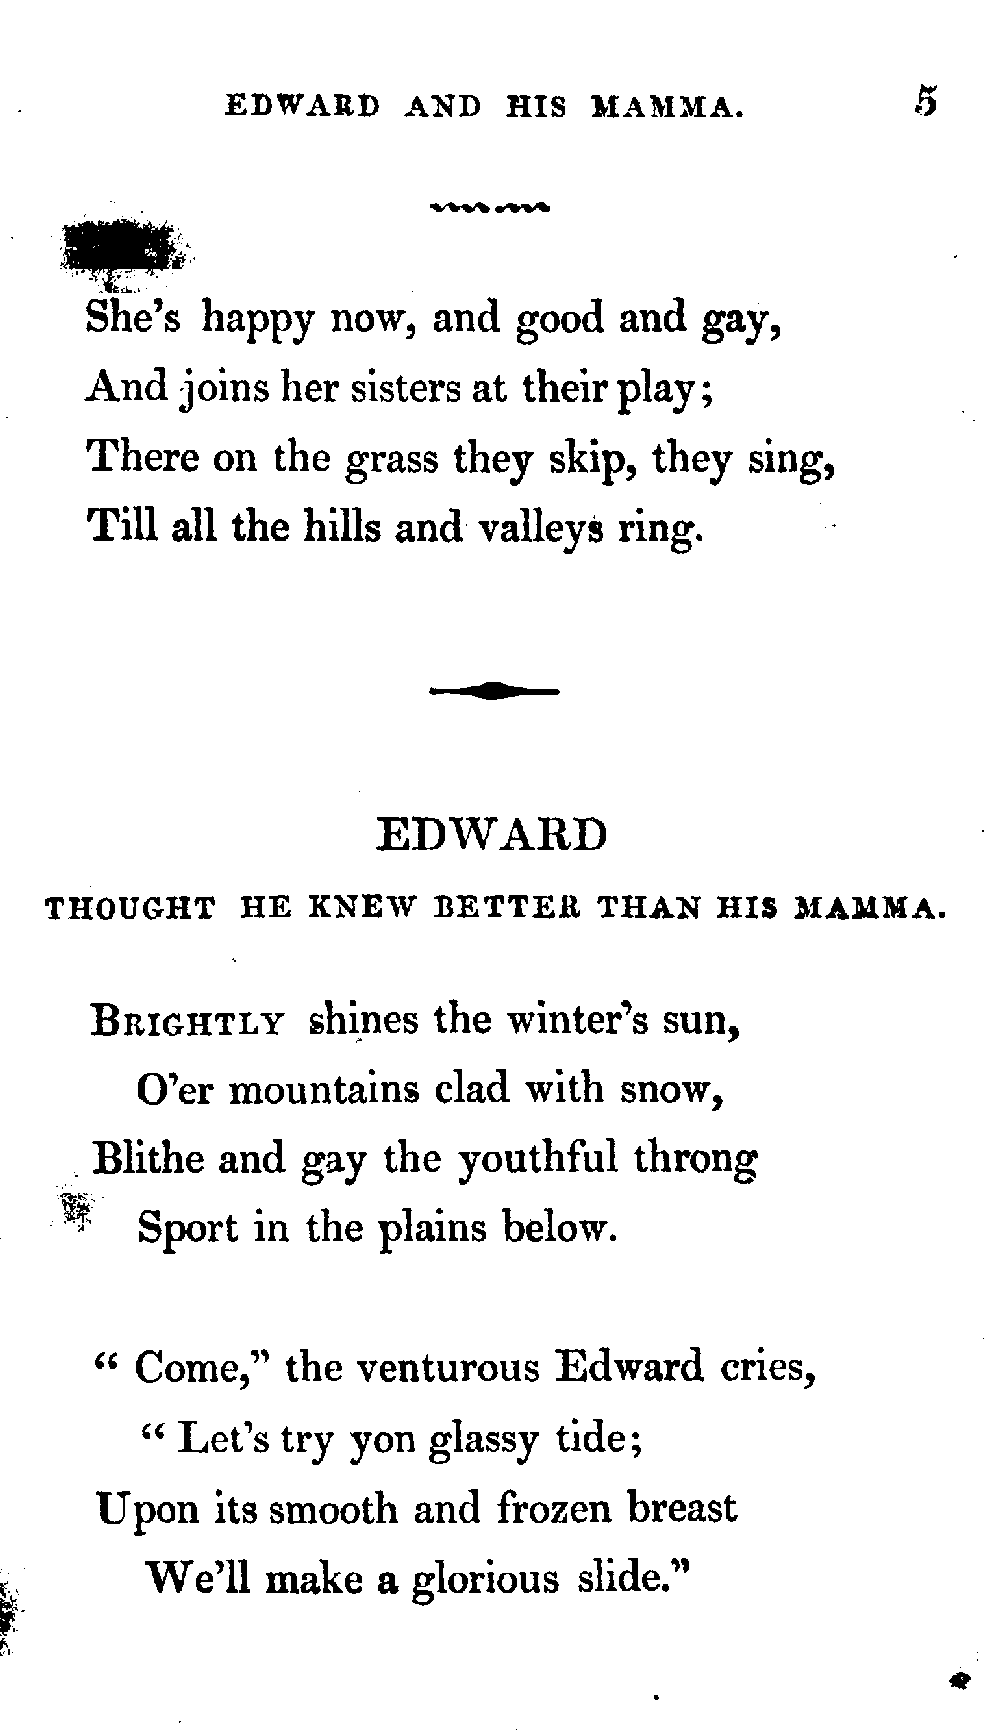 EDWARD AND HIS MAMMA. 5
She's happy now, and good and gay,
And joins her sisters at their play;
There on the grass they skip, they sing,
Till all the hills and valleys ring.
EDWARD
THOUGHT HE KNEW BETTER THAN HIS MAMMA.
BRIGHTLY shines the winter's sun,
O'er mountains clad with snow,
Blithe and gay the youthful throng
Sport in the plains below.
“ Come,” the venturous Edward cries,
“ Let's try yon glassy tide;
Upon its smooth and frozen breast
We'll make a glorious slide.”